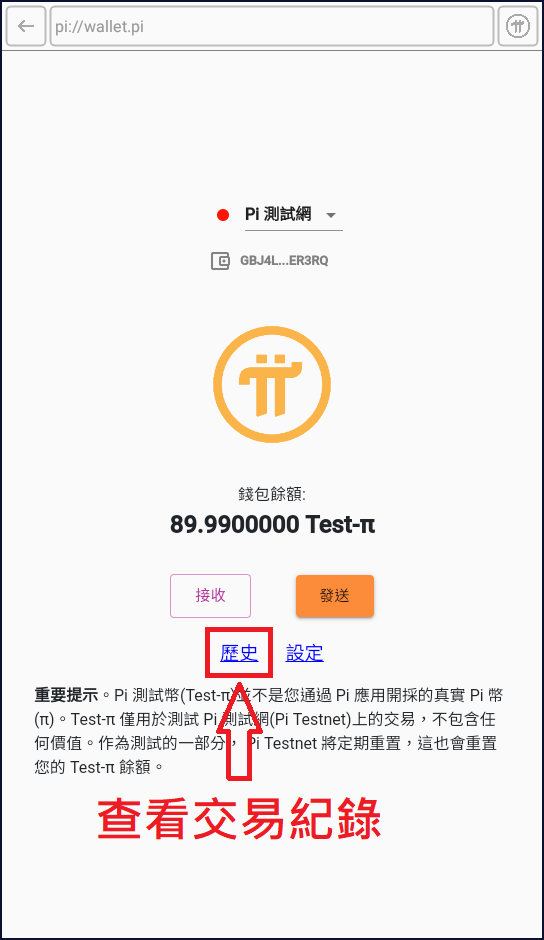 pi://wallet.pi
Pi 測試網
GBJ4L...ER3RQ
錢包餘額:
89.9900000 Test-π
接收
發送
歷史
設定
重要提示。Pi 測試幣(Test-π)並不是您通過 Pi 應用開採的真實 Pi 幣
(π)。Test-π 僅用於測試 Pi 測試網(Pi Testnet)上的交易，不包含任
何價值。作為測試的一部分， Pi Testnet 將定期重置，這也會重置
您的 Test-π 餘額。
查看交易紀錄